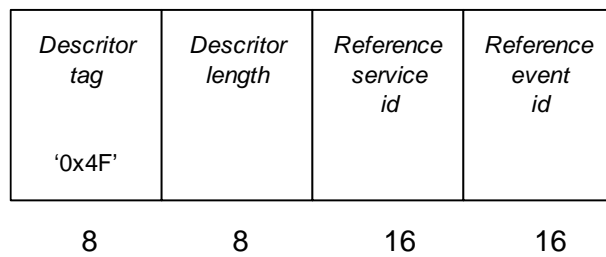 Descritor
tag
‘0x4F’
Descritor
length
Reference
service
id
Reference
event
id
8
8
16
16